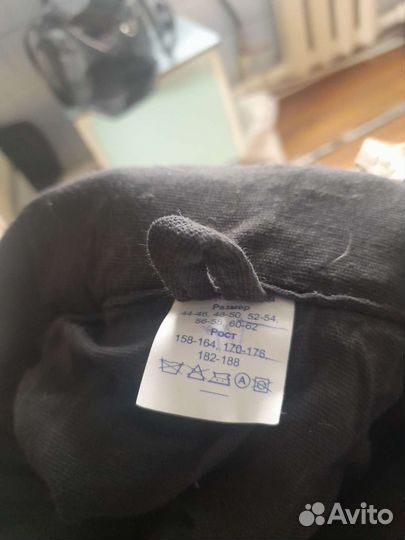 Размер
44-46, 48-50, 52-54,
56-58, 60-62
Рост
158-164, 170-176,
182-188
A
Avito